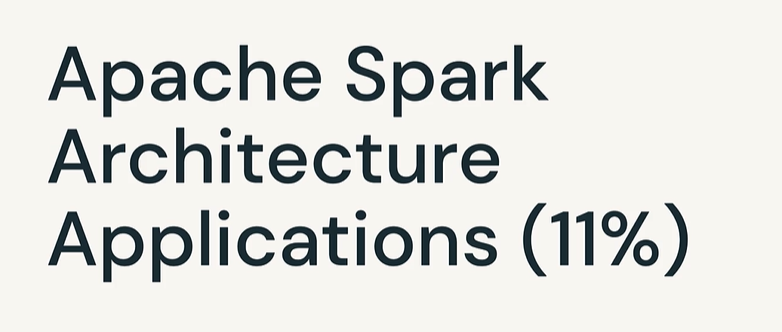 Apache Spark
Architecture
Applications (11%)